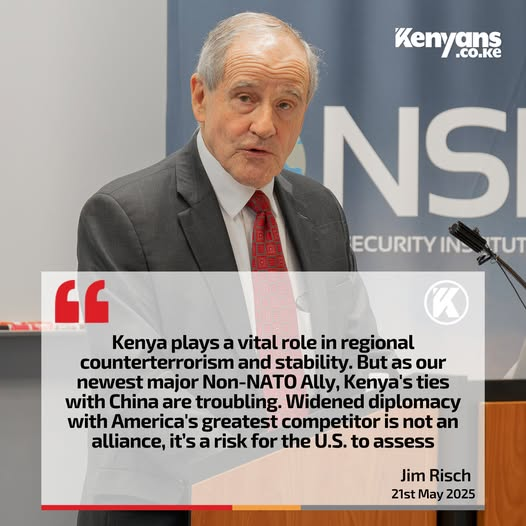 Kenyans
.co.ke
NSI
ECURITY INSTITUT
Kenya plays a vital role in regional
counterterrorism and stability. But as our
newest major Non-NATO Ally, Kenya's ties
with China are troubling. Widened diplomacy
with America's greatest competitor is not an
alliance, it's a risk for the U.S. to assess
Jim Risch
21st May 2025